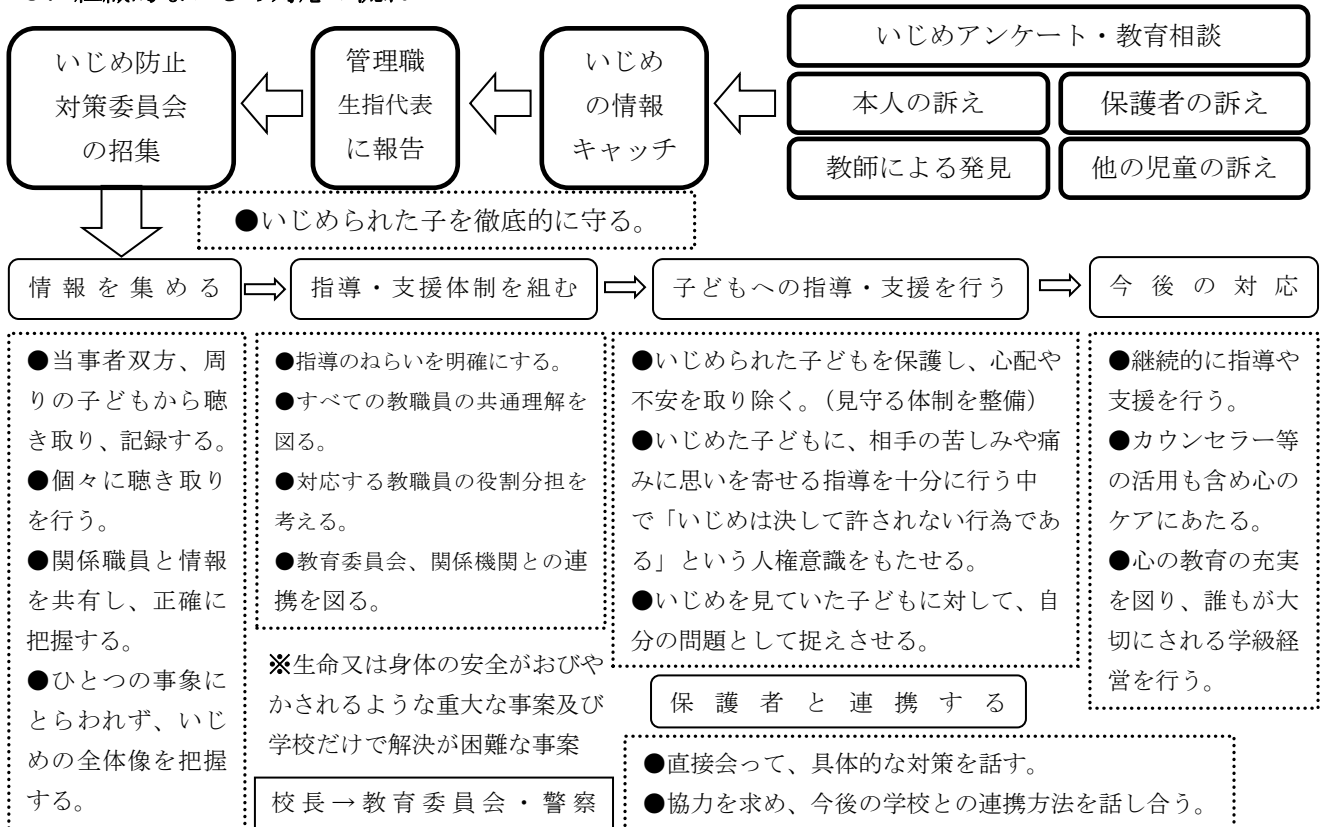 いじめ防止
対策委員会
の招集
管理職
生指代表
に報告
いじめ
の情報
キャッチ
いじめアンケート・教育相談
本人の訴え
保護者の訴え
教師による発見
他の児童の訴え
●いじめられた子を徹底的に守る。
情報を集める
指導・支援体制を組む
子どもへの指導・支援を行う
今後の対応
●当事者双方、周
りの子どもから聴
き取り、記録する。
●個々に聴き取り
を行う。
●関係職員と情報
を共有し、正確に
把握する。
●ひとつの事象に
とらわれず、いじ
めの全体像を把握
する。
●指導のねらいを明確にする。
●すべての教職員の共通理解を
図る。
●対応する教職員の役割分担を
考える。
●教育委員会、関係機関との連
携を図る。
※生命又は身体の安全がおびや
かされるような重大な事案及び
学校だけで解決が困難な事案
校長→教育委員会・警察
●いじめられた子どもを保護し、心配や
不安を取り除く。（見守る体制を整備）
●いじめた子どもに、相手の苦しみや痛
みに思いを寄せる指導を十分に行う中
で「いじめは決して許されない行為であ
る」という人権意識をもたせる。
●いじめを見ていた子どもに対して、自
分の問題として捉えさせる。
保護者と連携する
●直接会って、具体的な対策を話す。
●協力を求め、今後の学校との連携方法を話し合う。
●継続的に指導や
支援を行う。
●カウンセラー等
の活用も含め心の
ケアにあたる。
●心の教育の充実
を図り、誰もが大
切にされる学級経
営を行う。